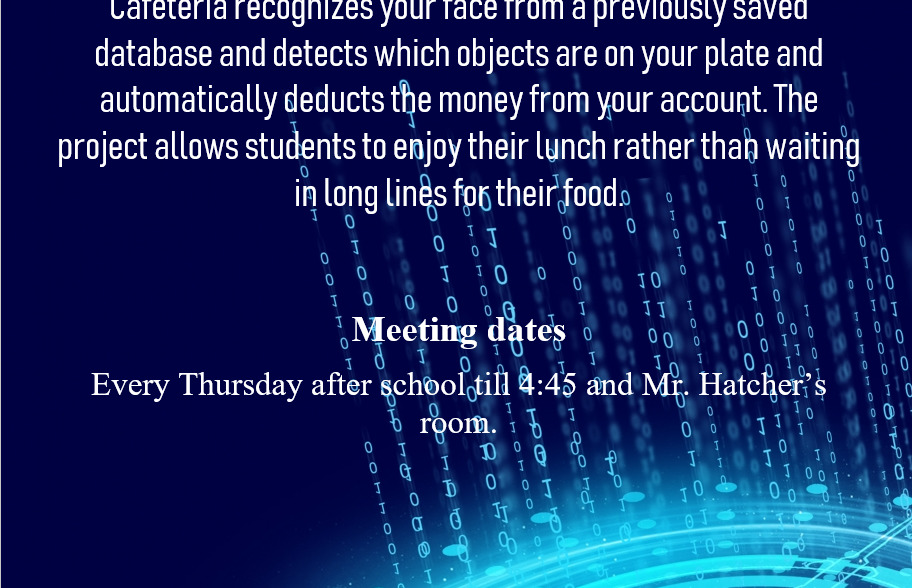 Cafeteria recognizes your face from a previously saved
database and detects which objects are on your plate and
automatically deducts the money from your account. The
project allows students to enjoy their lunch rather than waiting
in long lines for their food.
Meeting dates
Every Thursday after school till 4:45 and Mr. Hatcher’s
room.